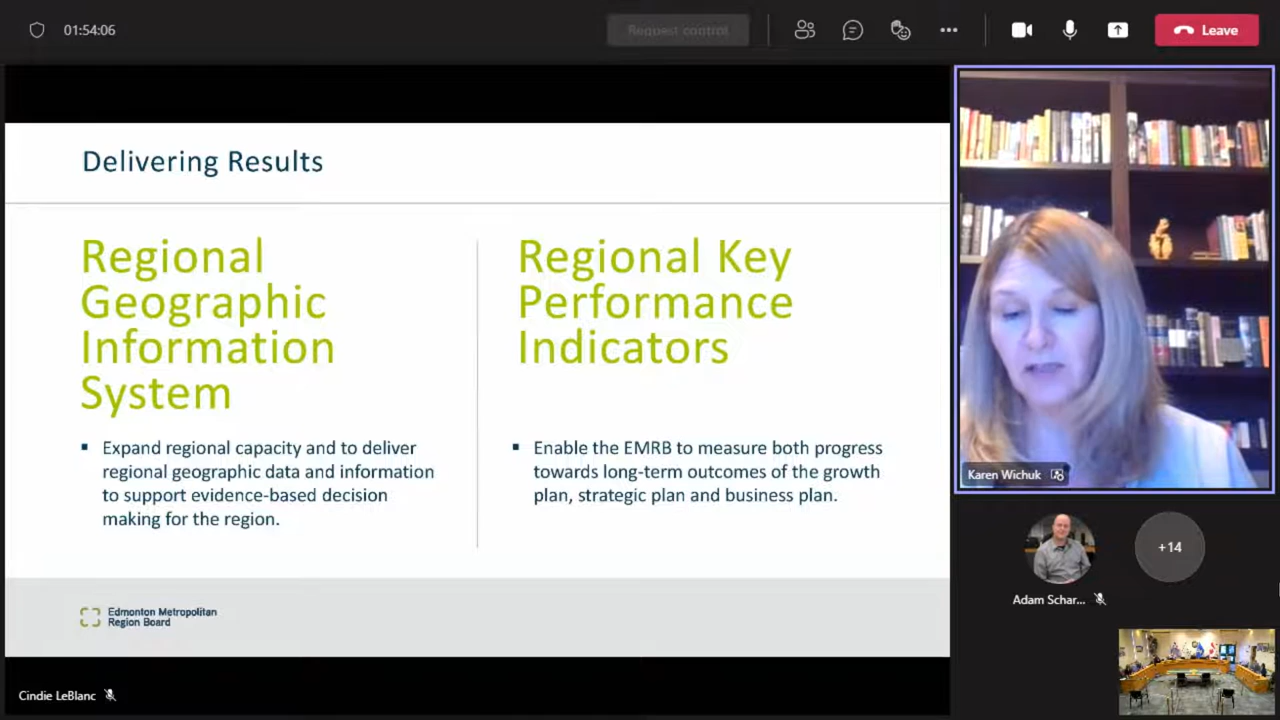 01:54:06
Request control
Leave
Delivering Results
Regional
Geographic
Information
System
▪ Expand regional capacity and to deliver
regional geographic data and information
to support evidence-based decision
making for the region.
Regional Key
Performance
Indicators
▪ Enable the EMRB to measure both progress
towards long-term outcomes of the growth
plan, strategic plan and business plan.
Edmonton Metropolitan
Region Board
Karen Wichuk
+14
Adam Schar...
Cindie LeBlanc